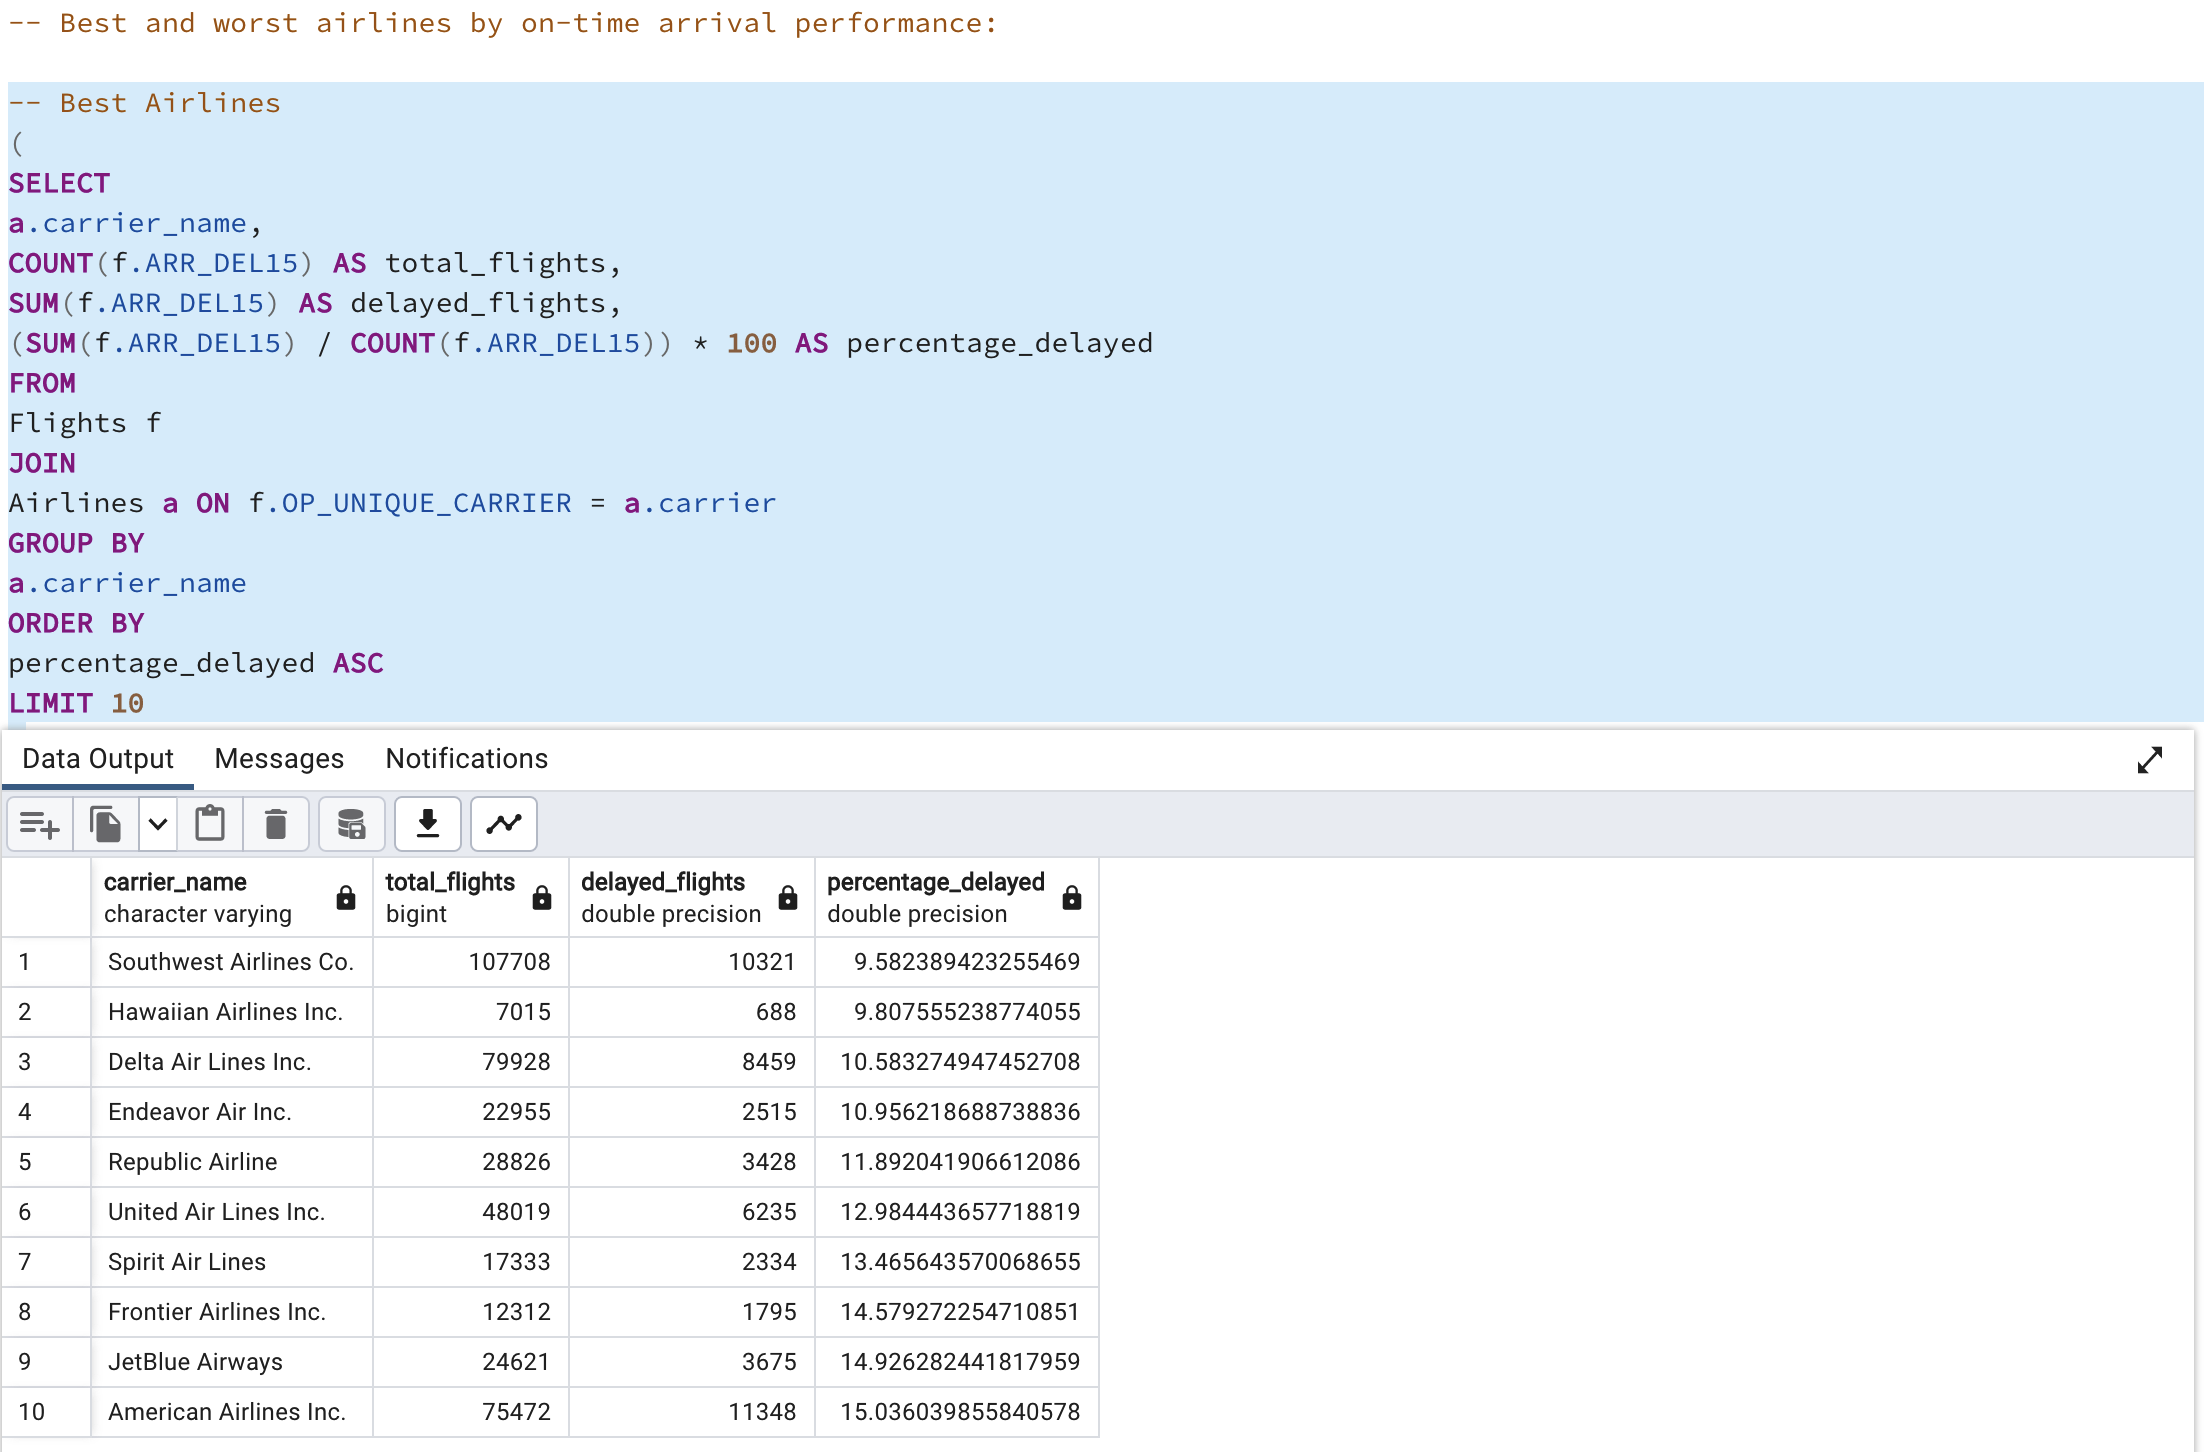 -- Best and worst airlines by on-time arrival performance:
-- Best Airlines
(
SELECT
a.carrier_name,
COUNT(f.ARR_DEL15) AS total_flights,
SUM(f.ARR_DEL15) AS delayed_flights,
(SUM(f.ARR_DEL15) / COUNT(f.ARR_DEL15)) * 100 AS percentage_delayed
FROM
Flights f
JOIN
Airlines a ON f.OP_UNIQUE_CARRIER = a.carrier
GROUP BY
a.carrier_name
ORDER BY
percentage_delayed ASC
LIMIT 10
Data Output Messages Notifications
carrier_name total_flights delayed_flights percentage_delayed
character varying bigint double precision double precision
1 Southwest Airlines Co. 107708 10321 9.582389423255469
2 Hawaiian Airlines Inc. 7015 688 9.807555238774055
3 Delta Air Lines Inc. 79928 8459 10.583274947452708
4 Endeavor Air Inc. 22955 2515 10.956218688738836
5 Republic Airline 28826 3428 11.892041906612086
6 United Air Lines Inc. 48019 6235 12.984443657718819
7 Spirit Air Lines 17333 2334 13.465643570068655
8 Frontier Airlines Inc. 12312 1795 14.579272254710851
9 JetBlue Airways 24621 3675 14.926282441817959
10 American Airlines Inc. 75472 11348 15.036039855840578